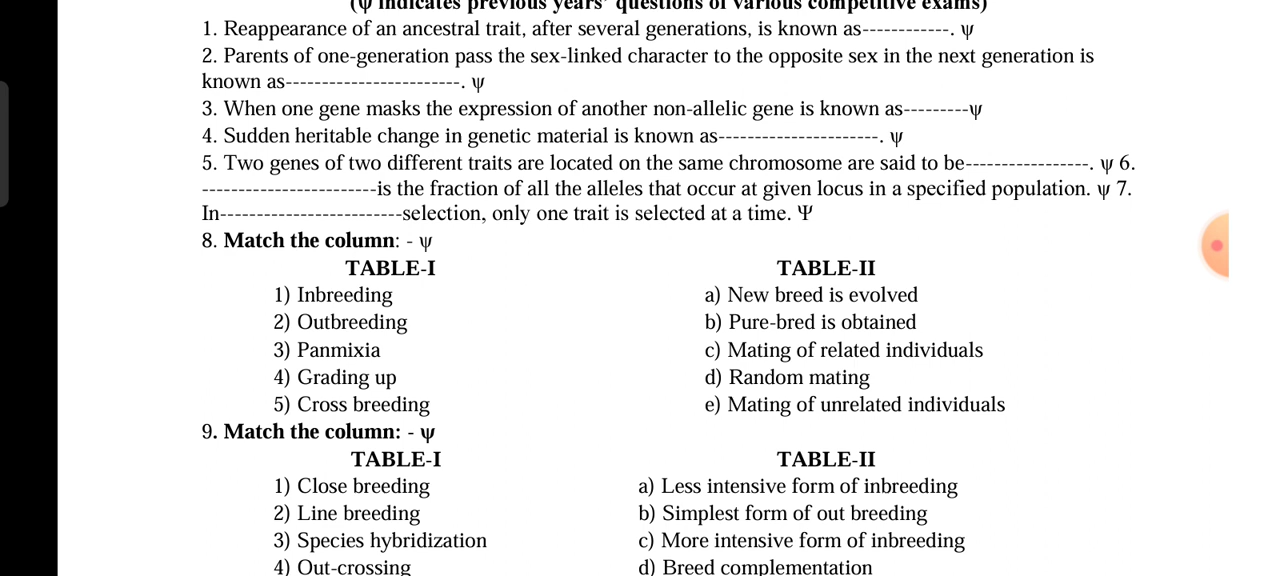 (ψ indicates previous years' questions of various competitive exams)
1. Reappearance of an ancestral trait, after several generations, is known as------------. ψ
2. Parents of one-generation pass the sex-linked character to the opposite sex in the next generation is
known as------------------------. ψ
3. When one gene masks the expression of another non-allelic gene is known as---------ψ
4. Sudden heritable change in genetic material is known as----------------------. ψ
5. Two genes of two different traits are located on the same chromosome are said to be-----------------. ψ 6.
------------------------is the fraction of all the alleles that occur at given locus in a specified population. ψ 7.
In-------------------------selection, only one trait is selected at a time. Ψ
8. Match the column: - ψ
TABLE-I TABLE-II
1) Inbreeding a) New breed is evolved
2) Outbreeding b) Pure-bred is obtained
3) Panmixia c) Mating of related individuals
4) Grading up d) Random mating
5) Cross breeding e) Mating of unrelated individuals
9. Match the column: - ψ
TABLE-I TABLE-II
1) Close breeding a) Less intensive form of inbreeding
2) Line breeding b) Simplest form of out breeding
3) Species hybridization c) More intensive form of inbreeding
4) Out-crossing d) Breed complementation